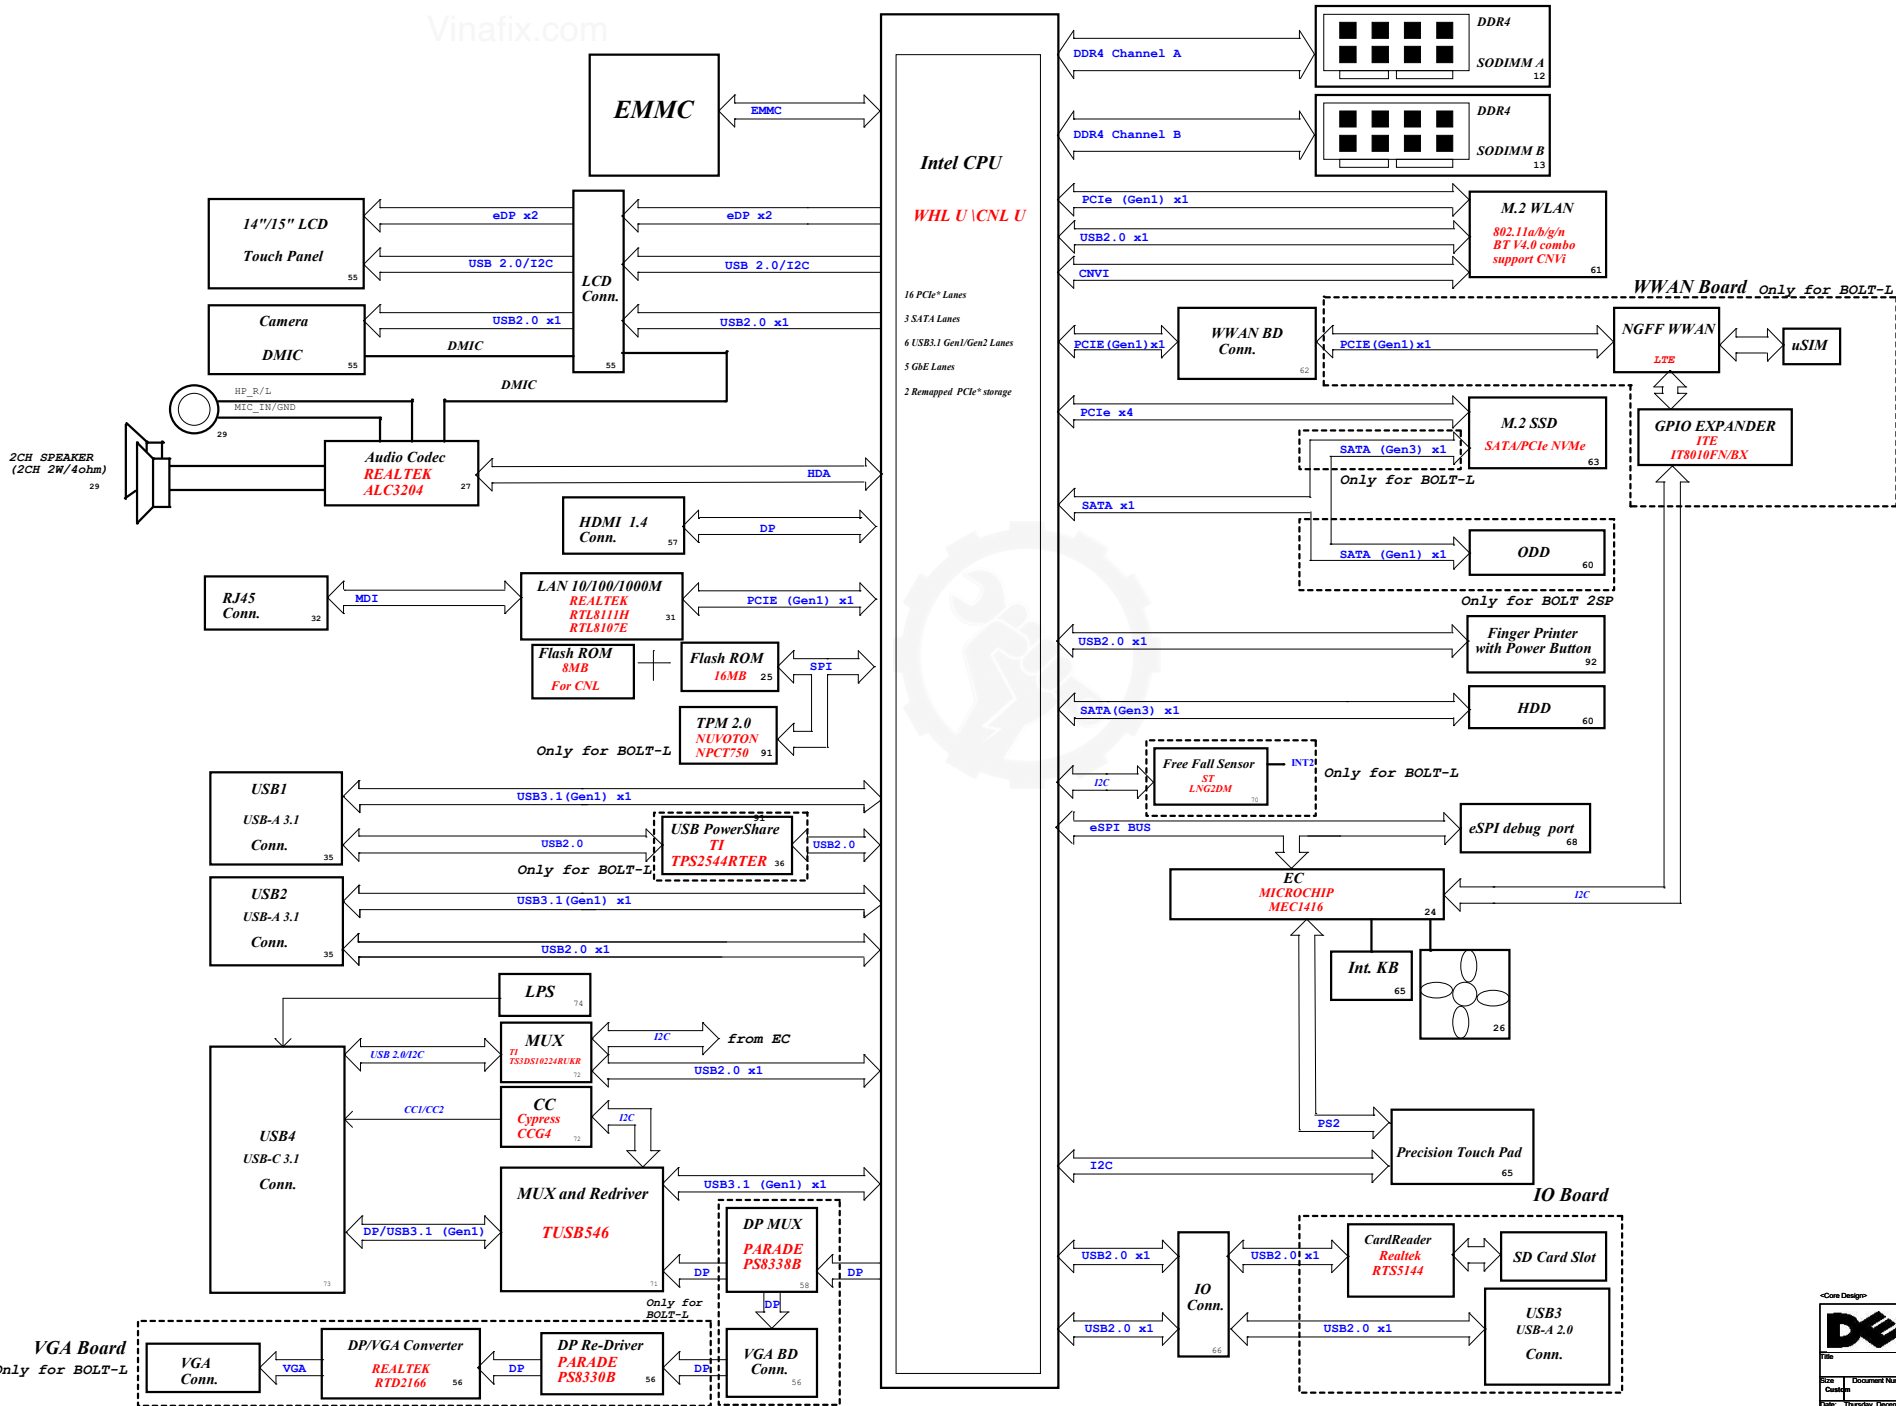 Vinafix.com
EMMC
EMMC
Intel CPU
WHL U \CNL U
16 PCIe* Lanes
3 SATA Lanes
6 USB3.1 Gen1/Gen2 Lanes
5 GbE Lanes
2 Remapped PCIe* storage
DDR4 Channel A
DDR4
SODIMM A
12
DDR4 Channel B
DDR4
SODIMM B
13
14"/15" LCD
Touch Panel
55
eDP x2
USB 2.0/I2C
LCD
Conn.
55
eDP x2
USB 2.0/I2C
USB2.0 x1
Camera
DMIC
55
USB2.0 x1
DMIC
DMIC
HP_R/L
MIC_IN/GND
29
2CH SPEAKER
(2CH 2W/4ohm)
29
Audio Codec
REALTEK
ALC3204
27
HDA
HDMI 1.4
Conn.
57
DP
RJ45
Conn.
32
MDI
LAN 10/100/1000M
REALTEK
RTL8111H
RTL8107E
31
PCIE (Gen1) x1
Flash ROM
8MB
For CNL
Flash ROM
16MB
25
SPI
TPM 2.0
NUVOTON
NPCT750
91
Only for BOLT-L
USB1
USB-A 3.1
Conn.
35
USB3.1(Gen1) x1
USB2.0
91
USB PowerShare
TI
TPS2544RTER
36
USB2.0
Only for BOLT-L
USB2
USB-A 3.1
Conn.
35
USB3.1(Gen1) x1
USB2.0 x1
LPS
74
MUX
TI
TS3DS10224RUKR
72
USB 2.0/I2C
I2C
from EC
USB2.0 x1
CC
Cypress
CCG4
72
CC1/CC2
I2C
USB4
USB-C 3.1
Conn.
73
MUX and Redriver
TUSB546
71
USB3.1 (Gen1) x1
DP/USB3.1 (Gen1)
DP
DP MUX
PARADE
PS8338B
58
DP
DP
Only for
BOLT-L
VGA Board
Only for BOLT-L
VGA
Conn.
VGA
DP/VGA Converter
REALTEK
RTD2166
56
DP
DP Re-Driver
PARADE
PS8330B
56
DP
VGA BD
Conn.
56
PCIe (Gen1) x1
USB2.0 x1
CNVI
M.2 WLAN
802.11a/b/g/n
BT V4.0 combo
support CNVi
61
WWAN Board
Only for BOLT-L
PCIE(Gen1)x1
WWAN BD
Conn.
62
PCIE(Gen1)x1
NGFF WWAN
LTE
uSIM
GPIO EXPANDER
ITE
IT8010FN/BX
PCIe x4
M.2 SSD
SATA/PCIe NVMe
63
SATA (Gen3) x1
Only for BOLT-L
SATA x1
SATA (Gen1) x1
ODD
60
Only for BOLT 2SP
USB2.0 x1
Finger Printer
with Power Button
92
SATA(Gen3) x1
HDD
60
I2C
Free Fall Sensor
ST
LNG2DM
70
INT2
Only for BOLT-L
eSPI BUS
eSPI debug port
68
EC
MICROCHIP
MEC1416
24
I2C
Int. KB
65
26
PS2
I2C
Precision Touch Pad
65
IO Board
USB2.0 x1
USB2.0 x1
IO
Conn.
66
USB2.0 x1
CardReader
Realtek
RTS5144
SD Card Slot
USB2.0 x1
USB3
USB-A 2.0
Conn.
<Core Design>
Title
Size
Custom